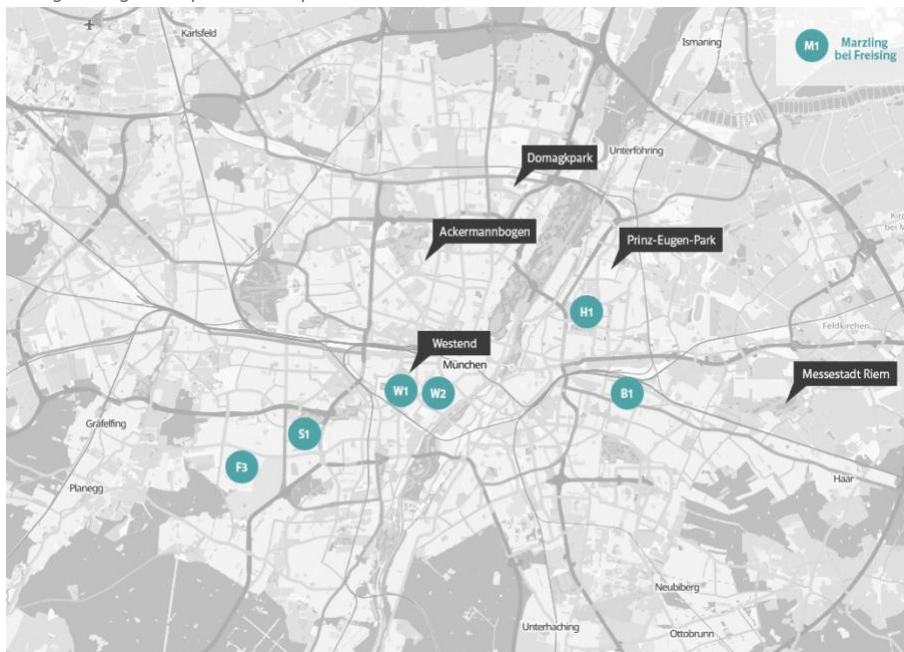 Karlsfeld
Ismaning
M1
Marzling
bei Freising
Domagkpark
Unterföhring
Ackermannbogen
Prinz-Eugen-Park
H1
Feldkirchen
Westend
München
Messestadt Riem
W1
W2
B1
Gräfelfing
S1
F3
Planegg
Haar
Neubiberg
Unterhaching
Ottobrunn